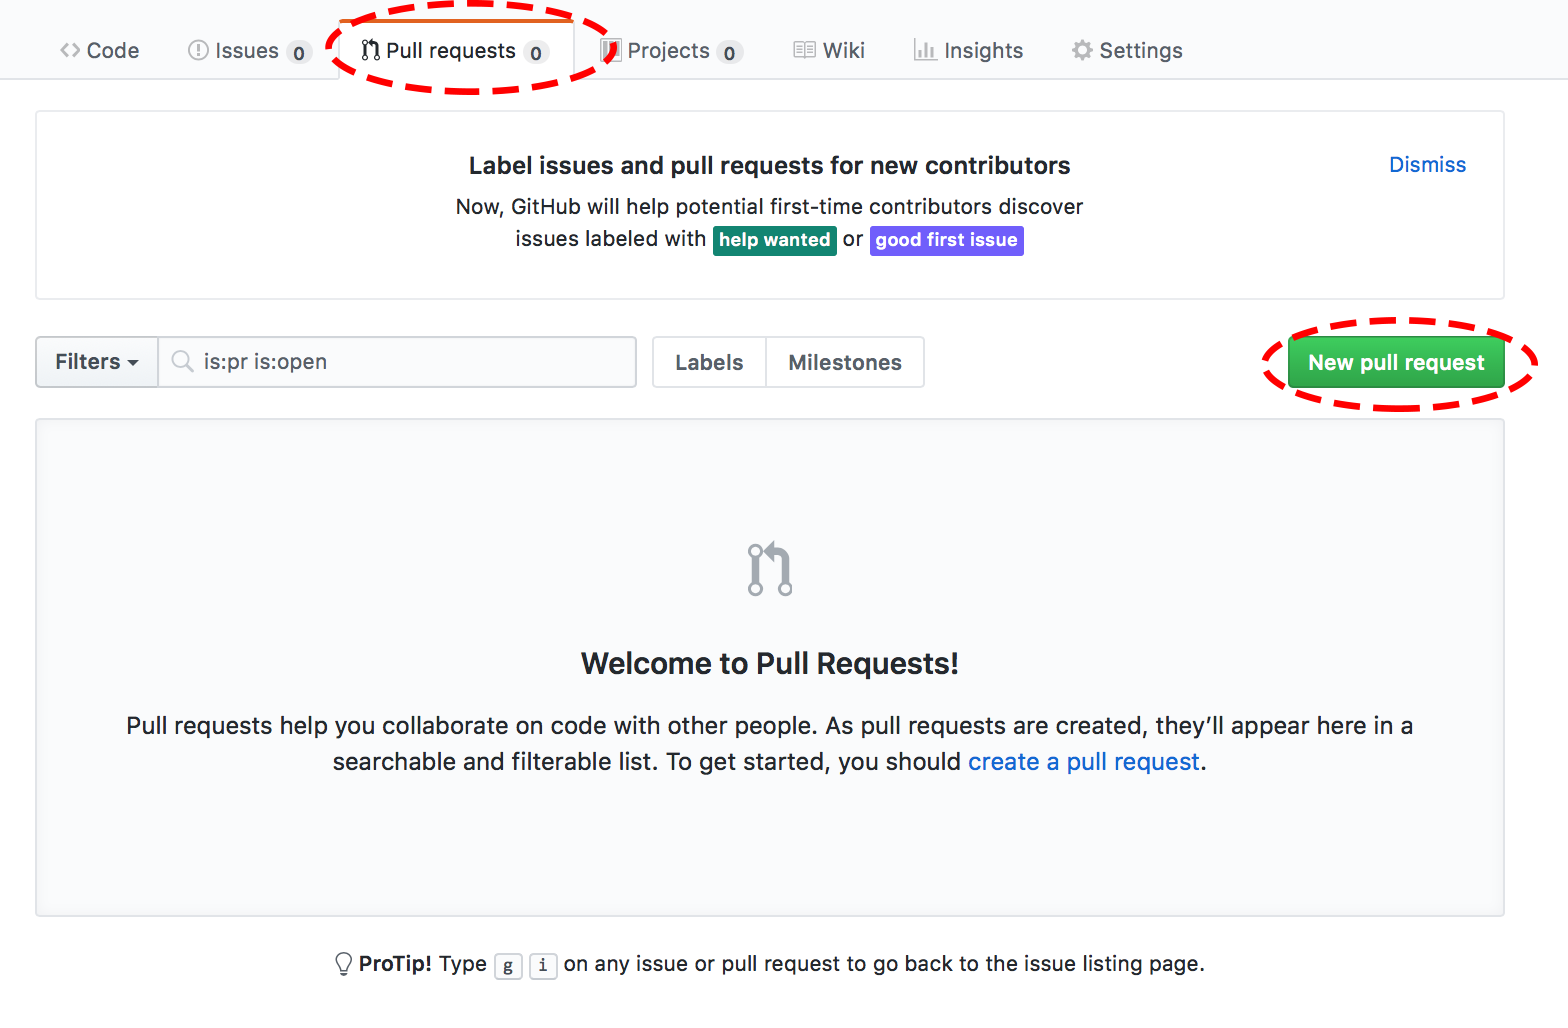 Code Issues 0 Pull requests 0 Projects 0 Wiki Insights Settings
Label issues and pull requests for new contributors
Dismiss
Now, GitHub will help potential first-time contributors discover
issues labeled with help wanted or good first issue
Filters is:pr is:open Labels Milestones New pull request
Welcome to Pull Requests!
Pull requests help you collaborate on code with other people. As pull requests are created, they’ll appear here in a
searchable and filterable list. To get started, you should create a pull request.
ProTip! Type g i on any issue or pull request to go back to the issue listing page.